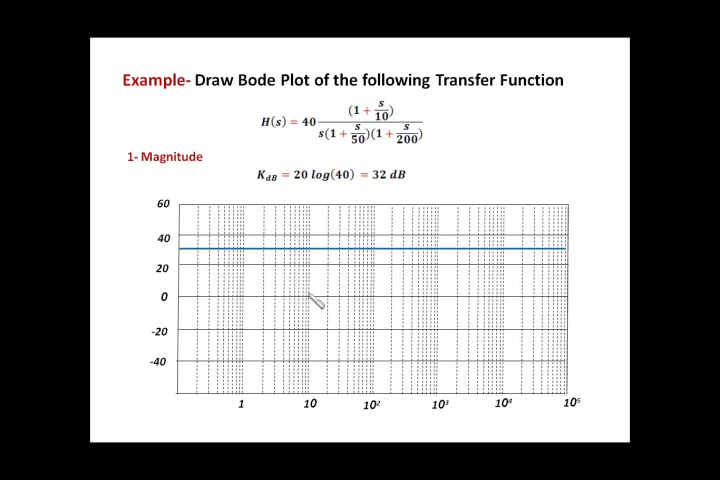 Example- Draw Bode Plot of the following Transfer Function
H(s) = 40 (1 + s/10) / s(1 + s/50)(1 + s/200)
1- Magnitude
K_dB = 20 log(40) = 32 dB
60
40
20
0
-20
-40
1 10 10² 10³ 10⁴ 10⁵